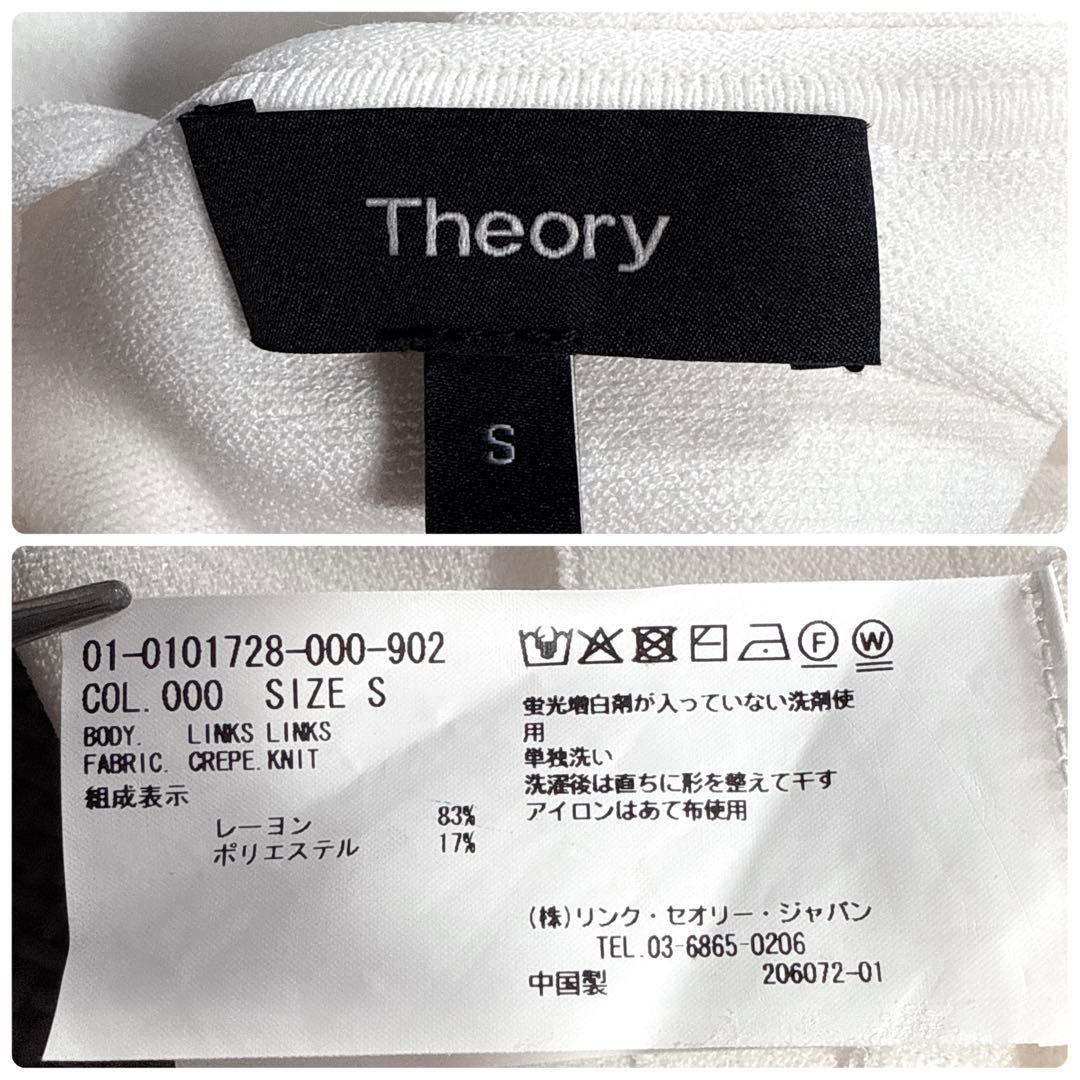 Theory
S
01-0101728-000-902
COL. 000 SIZE S
BODY. LINKS LINKS
FABRIC. CREPE.KNIT
組成表示
レーヨン 83%
ポリエステル 17%
F W
蛍光増白剤が入っていない洗剤使
用
単独洗い
洗濯後は直ちに形を整えて干す
アイロンはあて布使用
(株)リンク・セオリー・ジャパン
TEL.03-6865-0206
中国製 206072-01